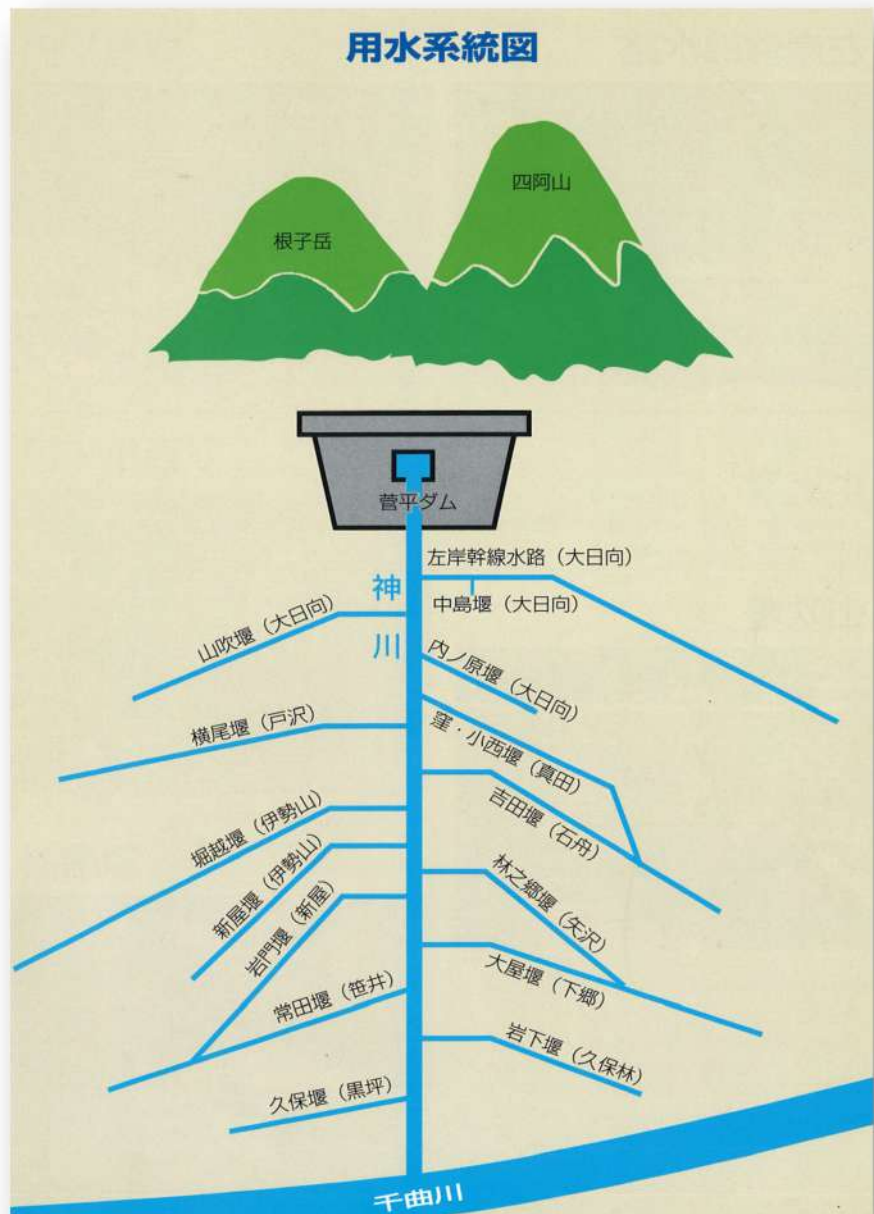 用水系統図
四阿山
根子岳
菅平ダム
神川
左岸幹線水路（大日向）
中島堰（大日向）
山吹堰（大日向）
内ノ原堰（大日向）
窪・小西堰（真田）
横尾堰（戸沢）
吉田堰（石舟）
堀越堰（伊勢山）
新屋堰（伊勢山）
岩門堰（新屋）
林之郷堰（矢沢）
大屋堰（下郷）
常田堰（笹井）
岩下堰（久保林）
久保堰（黒坪）
千曲川